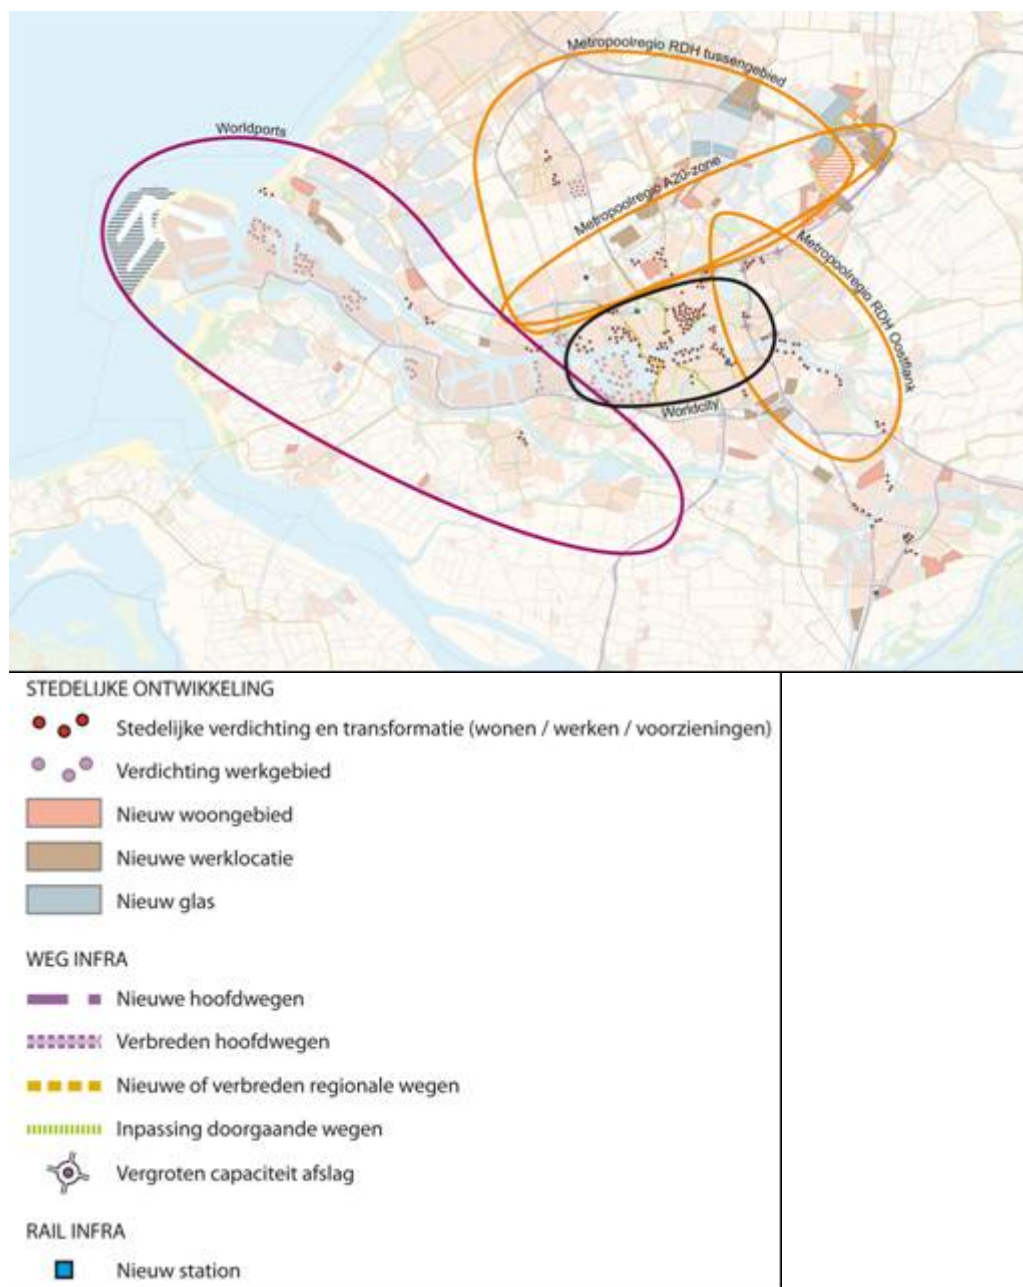 Metropoolregio RDH tussengebied
Worldports
Metropoolregio A20-zone
Metropoolregio RDH Oostflank
Worldcity
STEDELIJKE ONTWIKKELING
Stedelijke verdichting en transformatie (wonen / werken / voorzieningen)
Verdichting werkgebied
Nieuw woongebied
Nieuwe werklocatie
Nieuw glas
WEG INFRA
Nieuwe hoofdwegen
Verbreden hoofdwegen
Nieuwe of verbreden regionale wegen
Inpassing doorgaande wegen
Vergroten capaciteit afslag
RAIL INFRA
Nieuw station